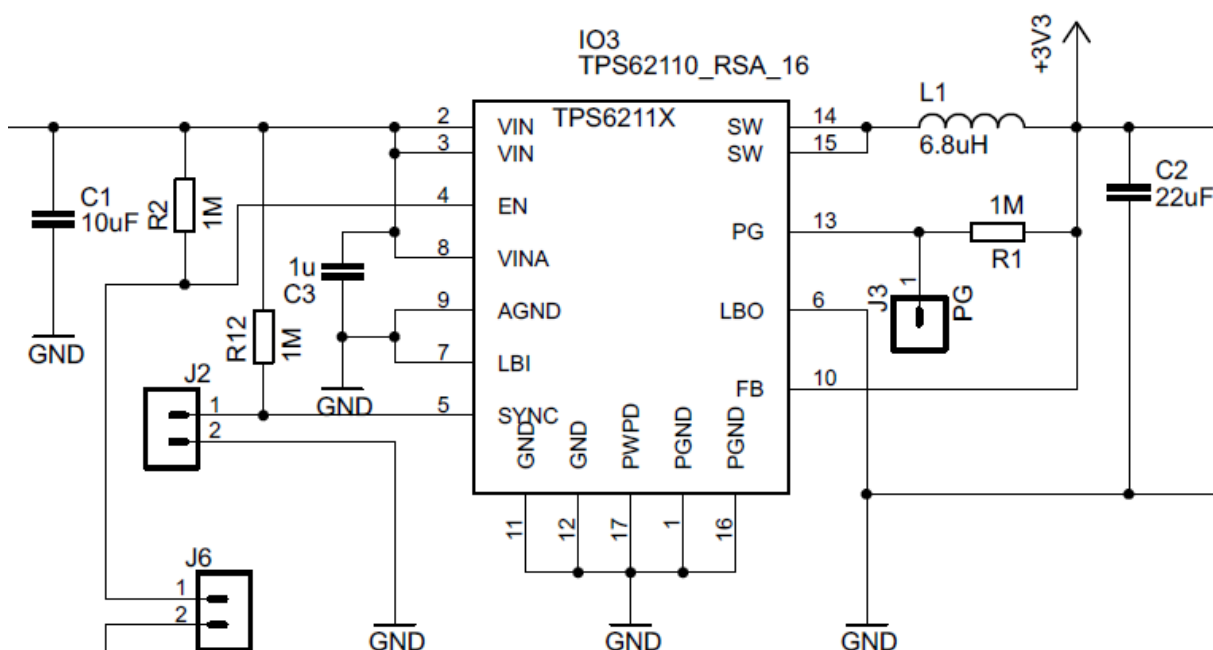 IO3
TPS62110_RSA_16
TPS6211X
+3V3
L1
6.8uH
2
VIN
3
VIN
4
EN
8
VINA
9
AGND
7
LBI
5
SYNC
14
SW
15
SW
13
PG
6
LBO
10
FB
GND
GND
PWPD
PGND
PGND
11
12
17
1
16
C1
10uF
R2
1M
GND
1u
C3
R12
1M
GND
J2
1
2
J6
1
2
GND
GND
GND
1M
R1
J3
1
PG
C2
22uF